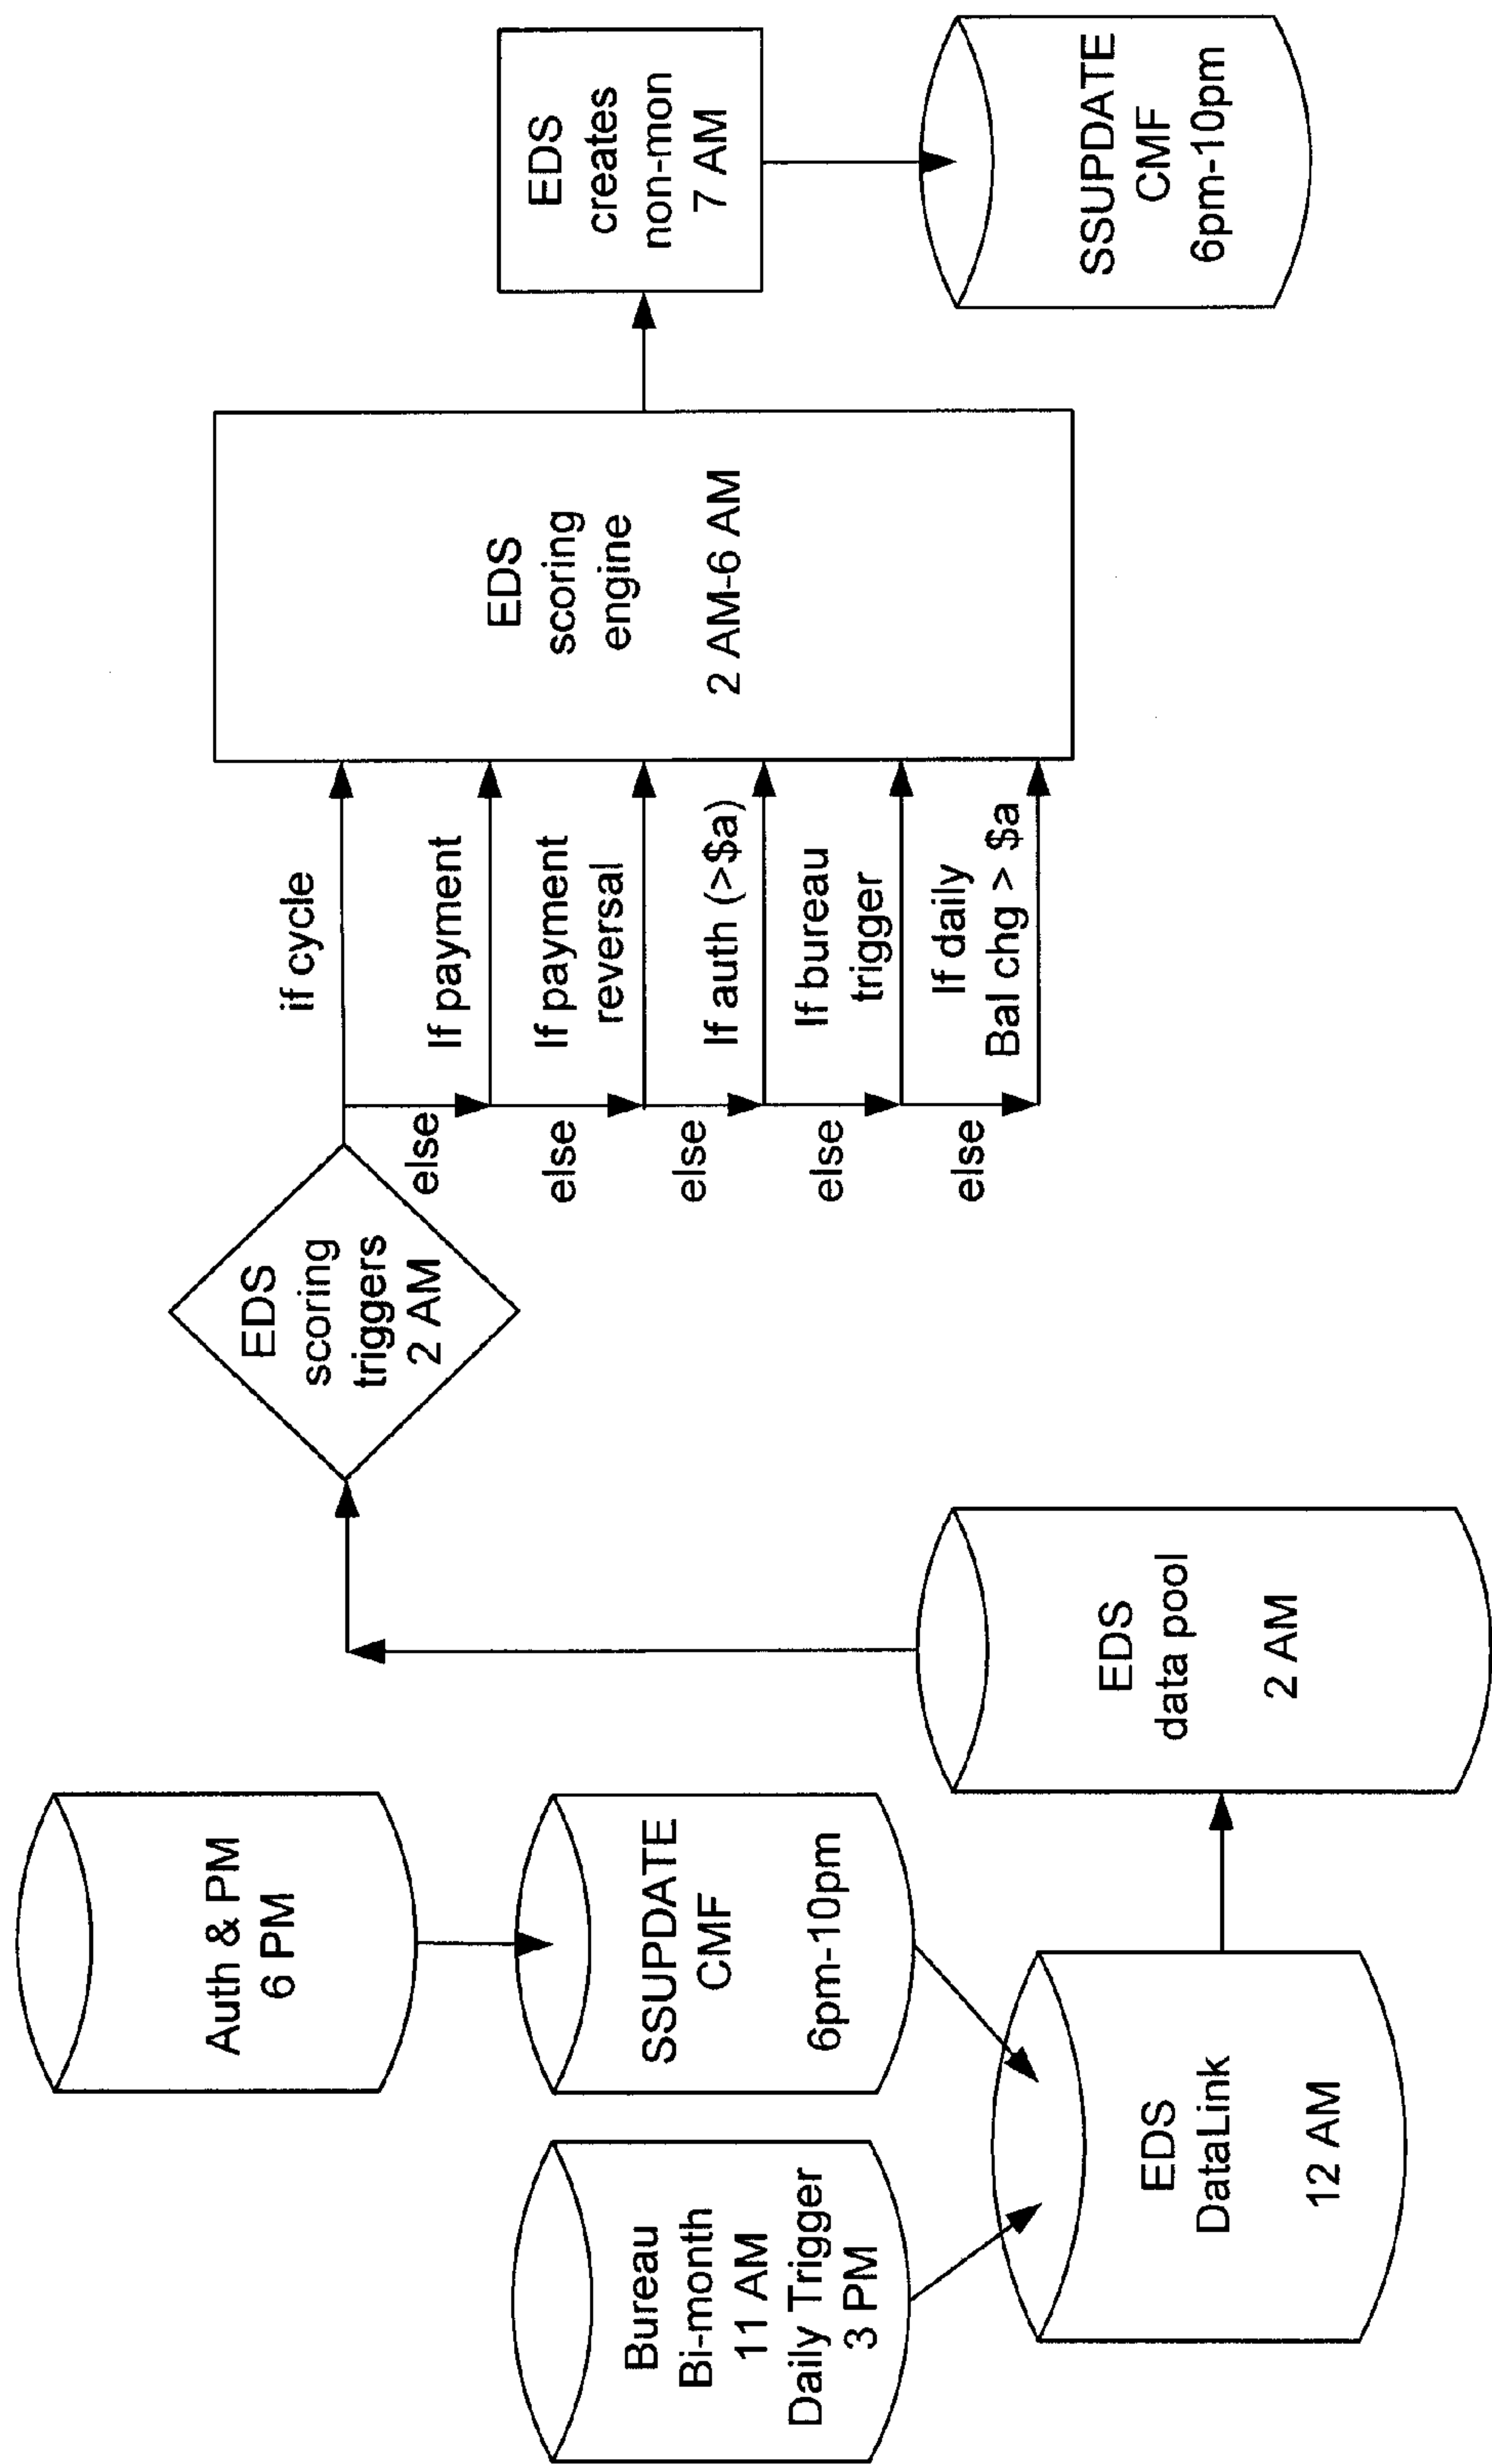 Auth & PM
6 PM
Bureau
Bi-month
11 AM
Daily Trigger
3 PM
SSUPDATE
CMF
6pm-10pm
EDS
DataLink
12 AM
EDS
data pool
2 AM
EDS
scoring
triggers
2 AM
if cycle
else
If payment
else
If payment
reversal
else
If auth (>$a)
else
If bureau
trigger
else
If daily
Bal chg > $a
EDS
scoring
engine
2 AM-6 AM
EDS
creates
non-mon
7 AM
SSUPDATE
CMF
6pm-10pm